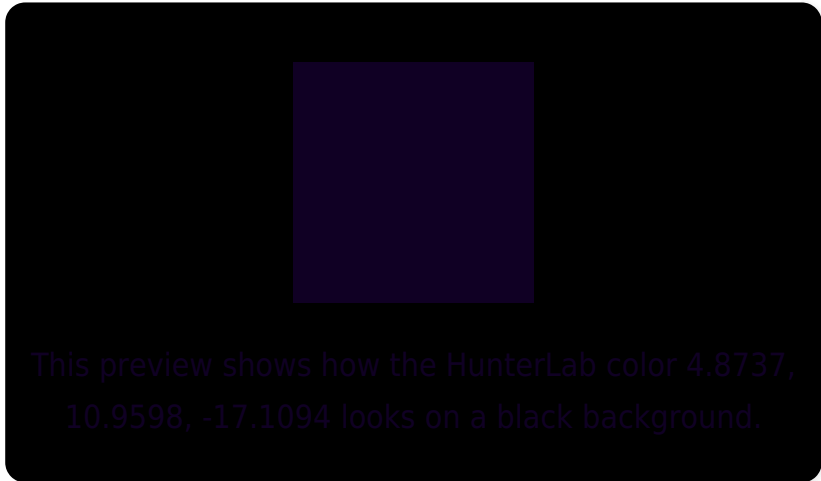 This preview shows how the HunterLab color 4.8737,
10.9598, -17.1094 looks on a black background.